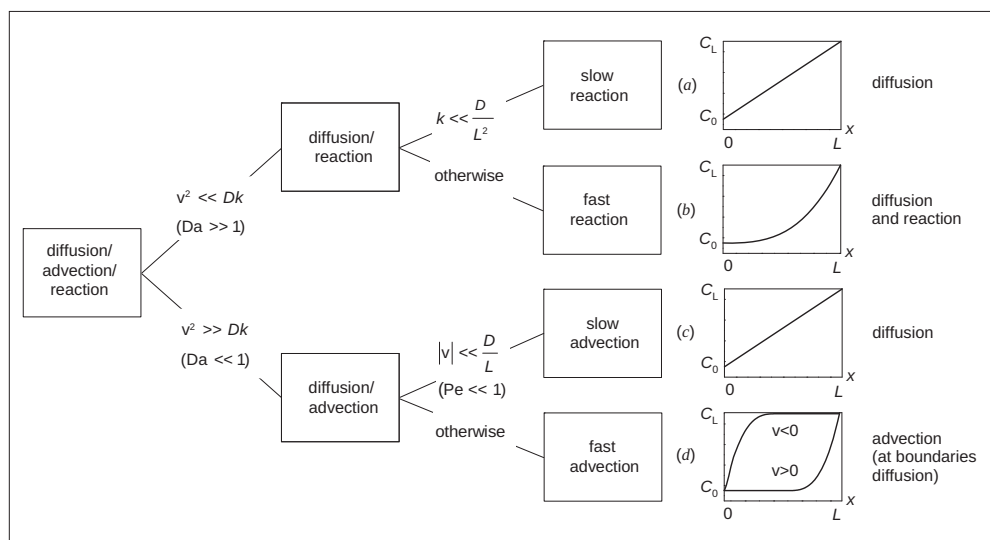 diffusion/
advection/
reaction
v² << Dk
(Da >> 1)
v² >> Dk
(Da << 1)
diffusion/
reaction
k << D/L²
otherwise
diffusion/
advection
|v| << D/L
(Pe << 1)
otherwise
slow
reaction
(a)
C_L
C_0
0
L
x
diffusion
fast
reaction
(b)
C_L
C_0
0
L
x
diffusion
and reaction
slow
advection
(c)
C_L
C_0
0
L
x
diffusion
fast
advection
(d)
C_L
C_0
v<0
v>0
0
L
x
advection
(at boundaries
diffusion)